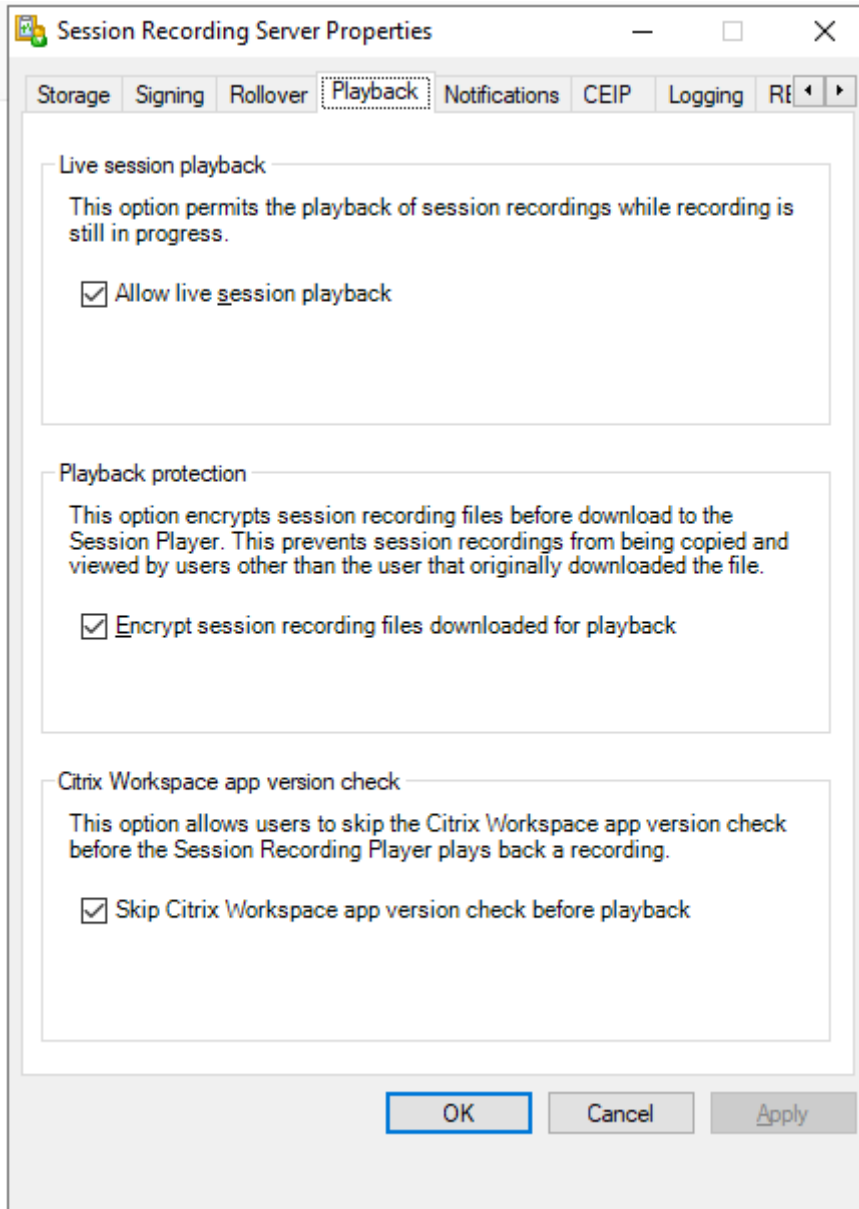 Session Recording Server Properties
Storage Signing Rollover Playback Notifications CEIP Logging
Live session playback
This option permits the playback of session recordings while recording is
still in progress.
Allow live session playback
Playback protection
This option encrypts session recording files before download to the
Session Player. This prevents session recordings from being copied and
viewed by users other than the user that originally downloaded the file.
Encrypt session recording files downloaded for playback
Citrix Workspace app version check
This option allows users to skip the Citrix Workspace app version check
before the Session Recording Player plays back a recording.
Skip Citrix Workspace app version check before playback
OK Cancel Apply